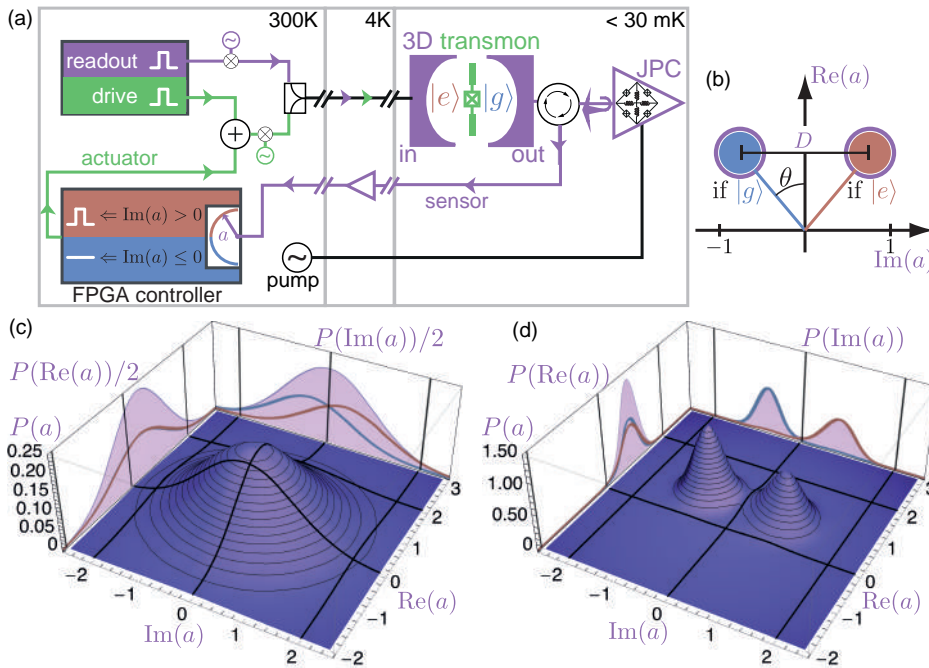 (a)
300K
4K
< 30 mK
readout
drive
actuator
3D transmon
|e⟩
|g⟩
in
out
JPC
sensor
⇐ Im(a) > 0
⇐ Im(a) ≤ 0
a
FPGA controller
pump
(b)
Re(a)
D
θ
if |g⟩
if |e⟩
−1
1
Im(a)
(c)
P(Re(a))/2
P(Im(a))/2
P(a)
0.25
0.20
0.15
0.10
0.05
0
-2
-1
0
1
2
Im(a)
-2
-1
0
1
2
3
Re(a)
(d)
P(Re(a))
P(Im(a))
P(a)
1.50
1.00
0.50
0
-2
-1
0
1
2
Im(a)
-2
-1
0
1
2
3
Re(a)